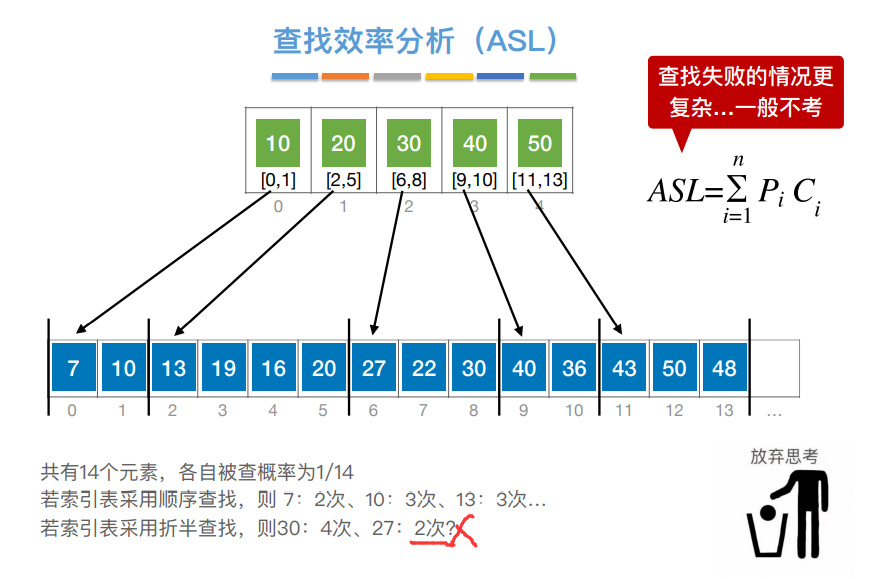 查找效率分析（ASL）
查找失败的情况更
复杂...一般不考
10 20 30 40 50
[0,1] [2,5] [6,8] [9,10] [11,13]
0 1 2 3 4
ASL=∑ Pi Ci
n
i=1
7 10 13 19 16 20 27 22 30 40 36 43 50 48
0 1 2 3 4 5 6 7 8 9 10 11 12 13 ...
共有14个元素，各自被查概率为1/14
若索引表采用顺序查找，则 7：2次、10：3次、13：3次...
若索引表采用折半查找，则30：4次、27：2次?
放弃思考